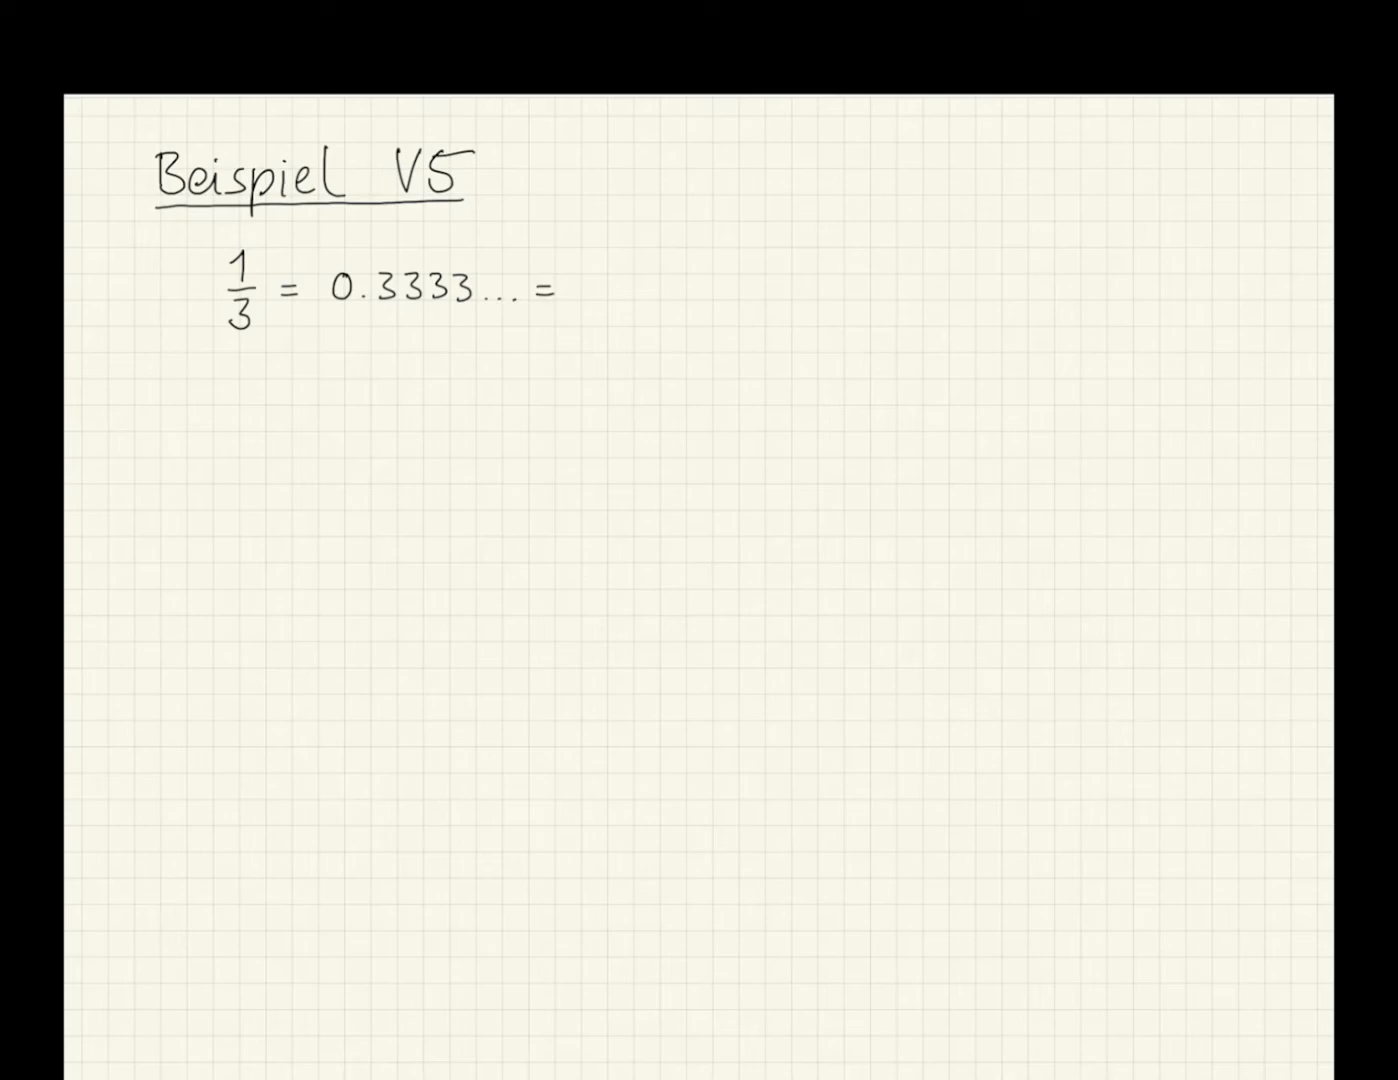 Beispiel V5
1/3 = 0.3333... =